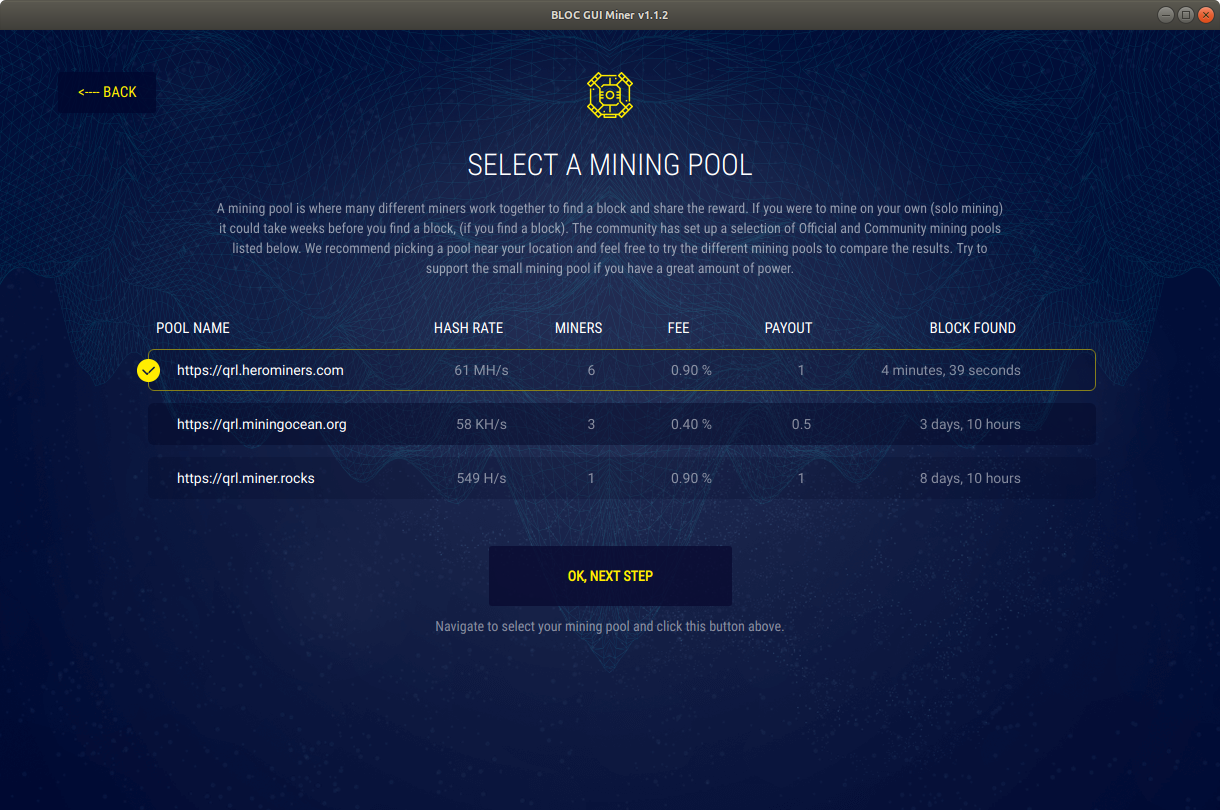 BLOC GUI Miner v1.1.2
<---- BACK
SELECT A MINING POOL
A mining pool is where many different miners work together to find a block and share the reward. If you were to mine on your own (solo mining)
it could take weeks before you find a block, (if you find a block). The community has set up a selection of Official and Community mining pools
listed below. We recommend picking a pool near your location and feel free to try the different mining pools to compare the results. Try to
support the small mining pool if you have a great amount of power.
POOL NAME HASH RATE MINERS FEE PAYOUT BLOCK FOUND
https://qrl.herominers.com 61 MH/s 6 0.90 % 1 4 minutes, 39 seconds
https://qrl.miningocean.org 58 KH/s 3 0.40 % 0.5 3 days, 10 hours
https://qrl.miner.rocks 549 H/s 1 0.90 % 1 8 days, 10 hours
OK, NEXT STEP
Navigate to select your mining pool and click this button above.